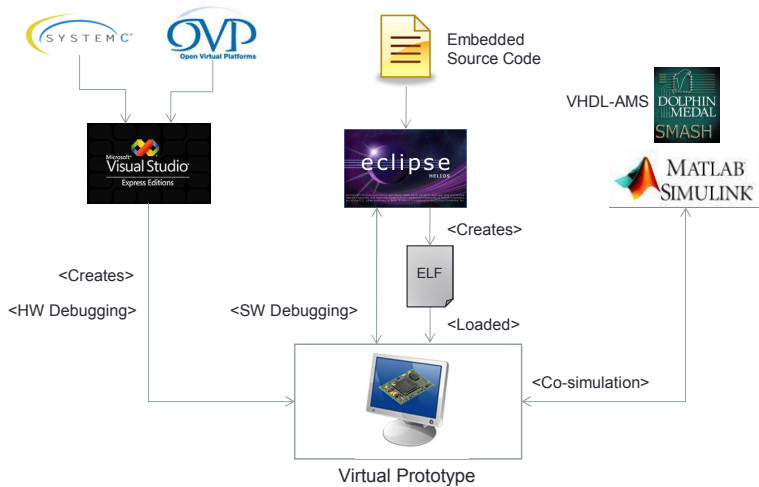 SYSTEMC
OVP
Open Virtual Platforms
Embedded
Source Code
VHDL-AMS
DOLPHIN
MEDAL
SMASH
Microsoft
Visual Studio
Express Editions
eclipse
HELIOS
MATLAB
SIMULINK
<Creates>
ELF
<Creates>
<HW Debugging>
<SW Debugging>
<Loaded>
<Co-simulation>
Virtual Prototype